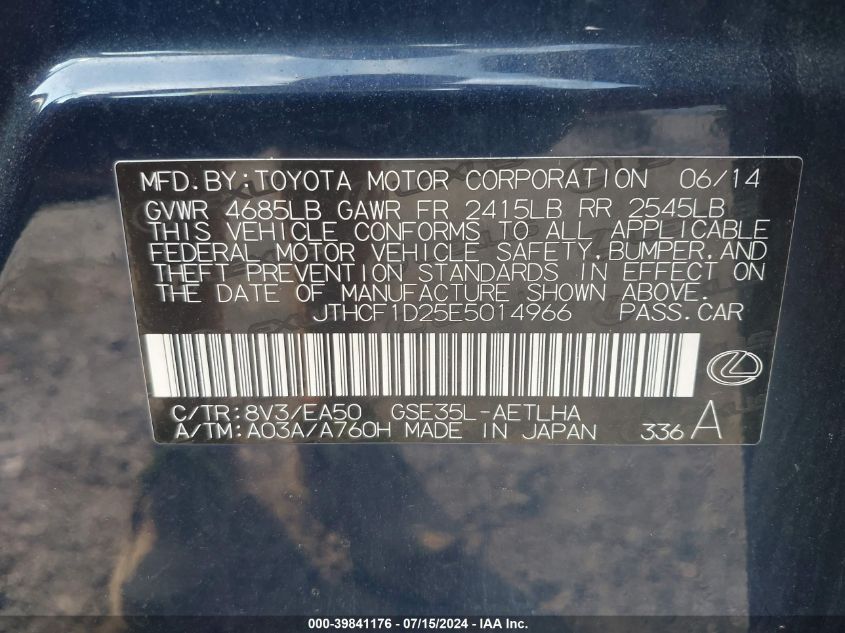 MFD.BY:TOYOTA MOTOR CORPORATION 06/14
GVWR 4685LB GAWR FR 2415LB RR 2545LB
THIS VEHICLE CONFORMS TO ALL APPLICABLE
FEDERAL MOTOR VEHICLE SAFETY,BUMPER,AND
THEFT PREVENTION STANDARDS IN EFFECT ON
THE DATE OF MANUFACTURE SHOWN ABOVE.
JTHCF1D25E5014966 PASS.CAR
C/TR:8V3/EA50 GSE35L-AETLHA
A/TM:A03A/A760H MADE IN JAPAN 336 A
000-39841176 - 07/15/2024 - IAA Inc.